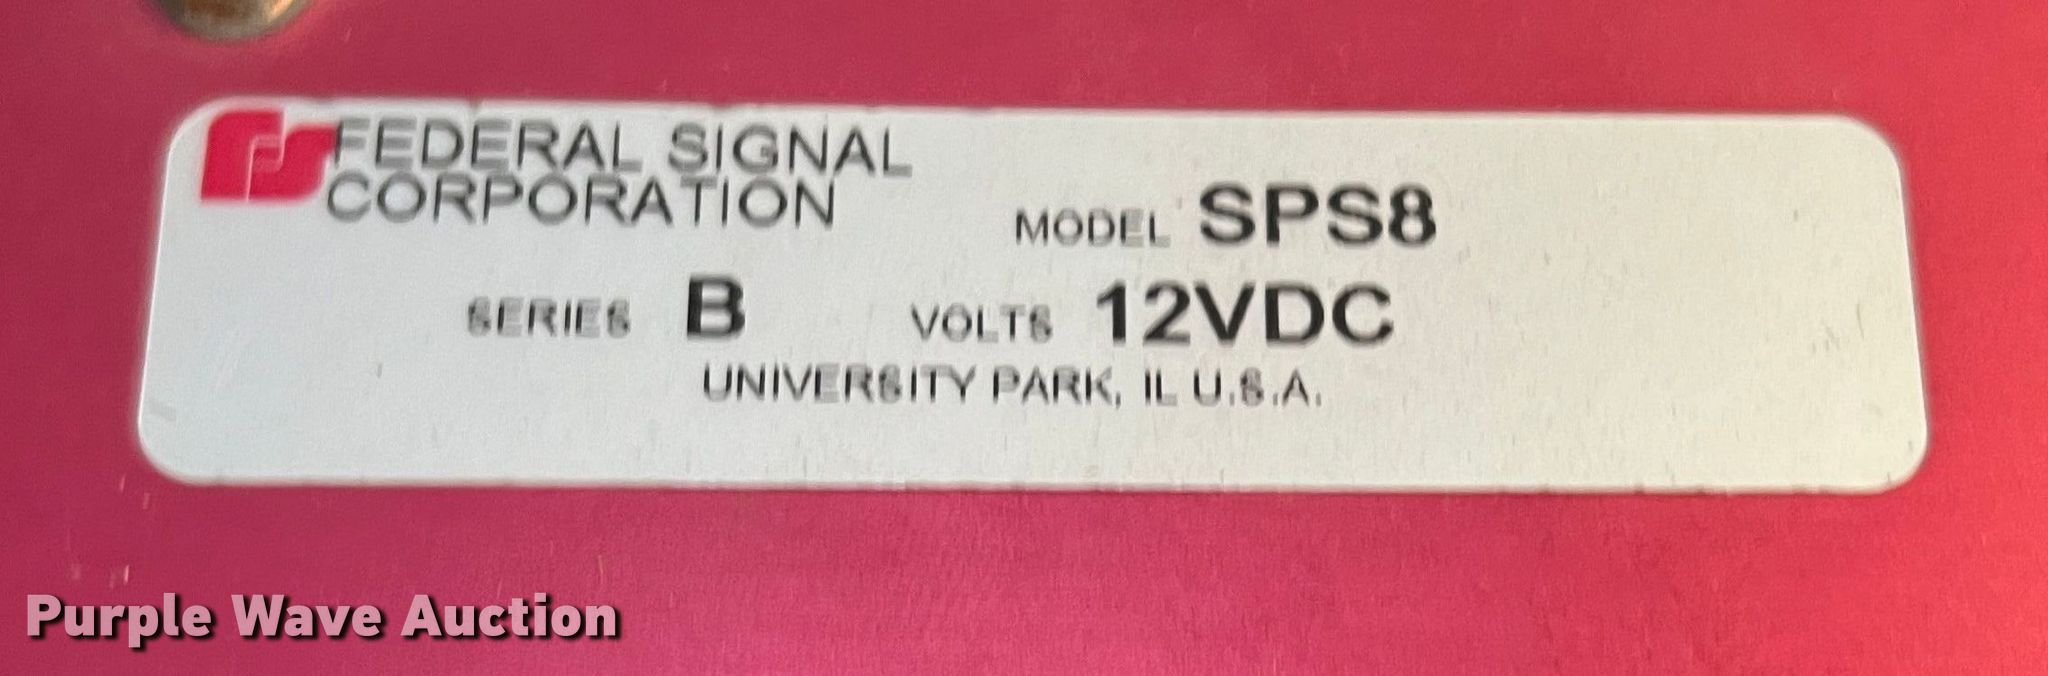 FEDERAL SIGNAL
CORPORATION
MODEL SPS8
SERIES B VOLTS 12VDC
UNIVERSITY PARK, IL U.S.A.
Purple Wave Auction